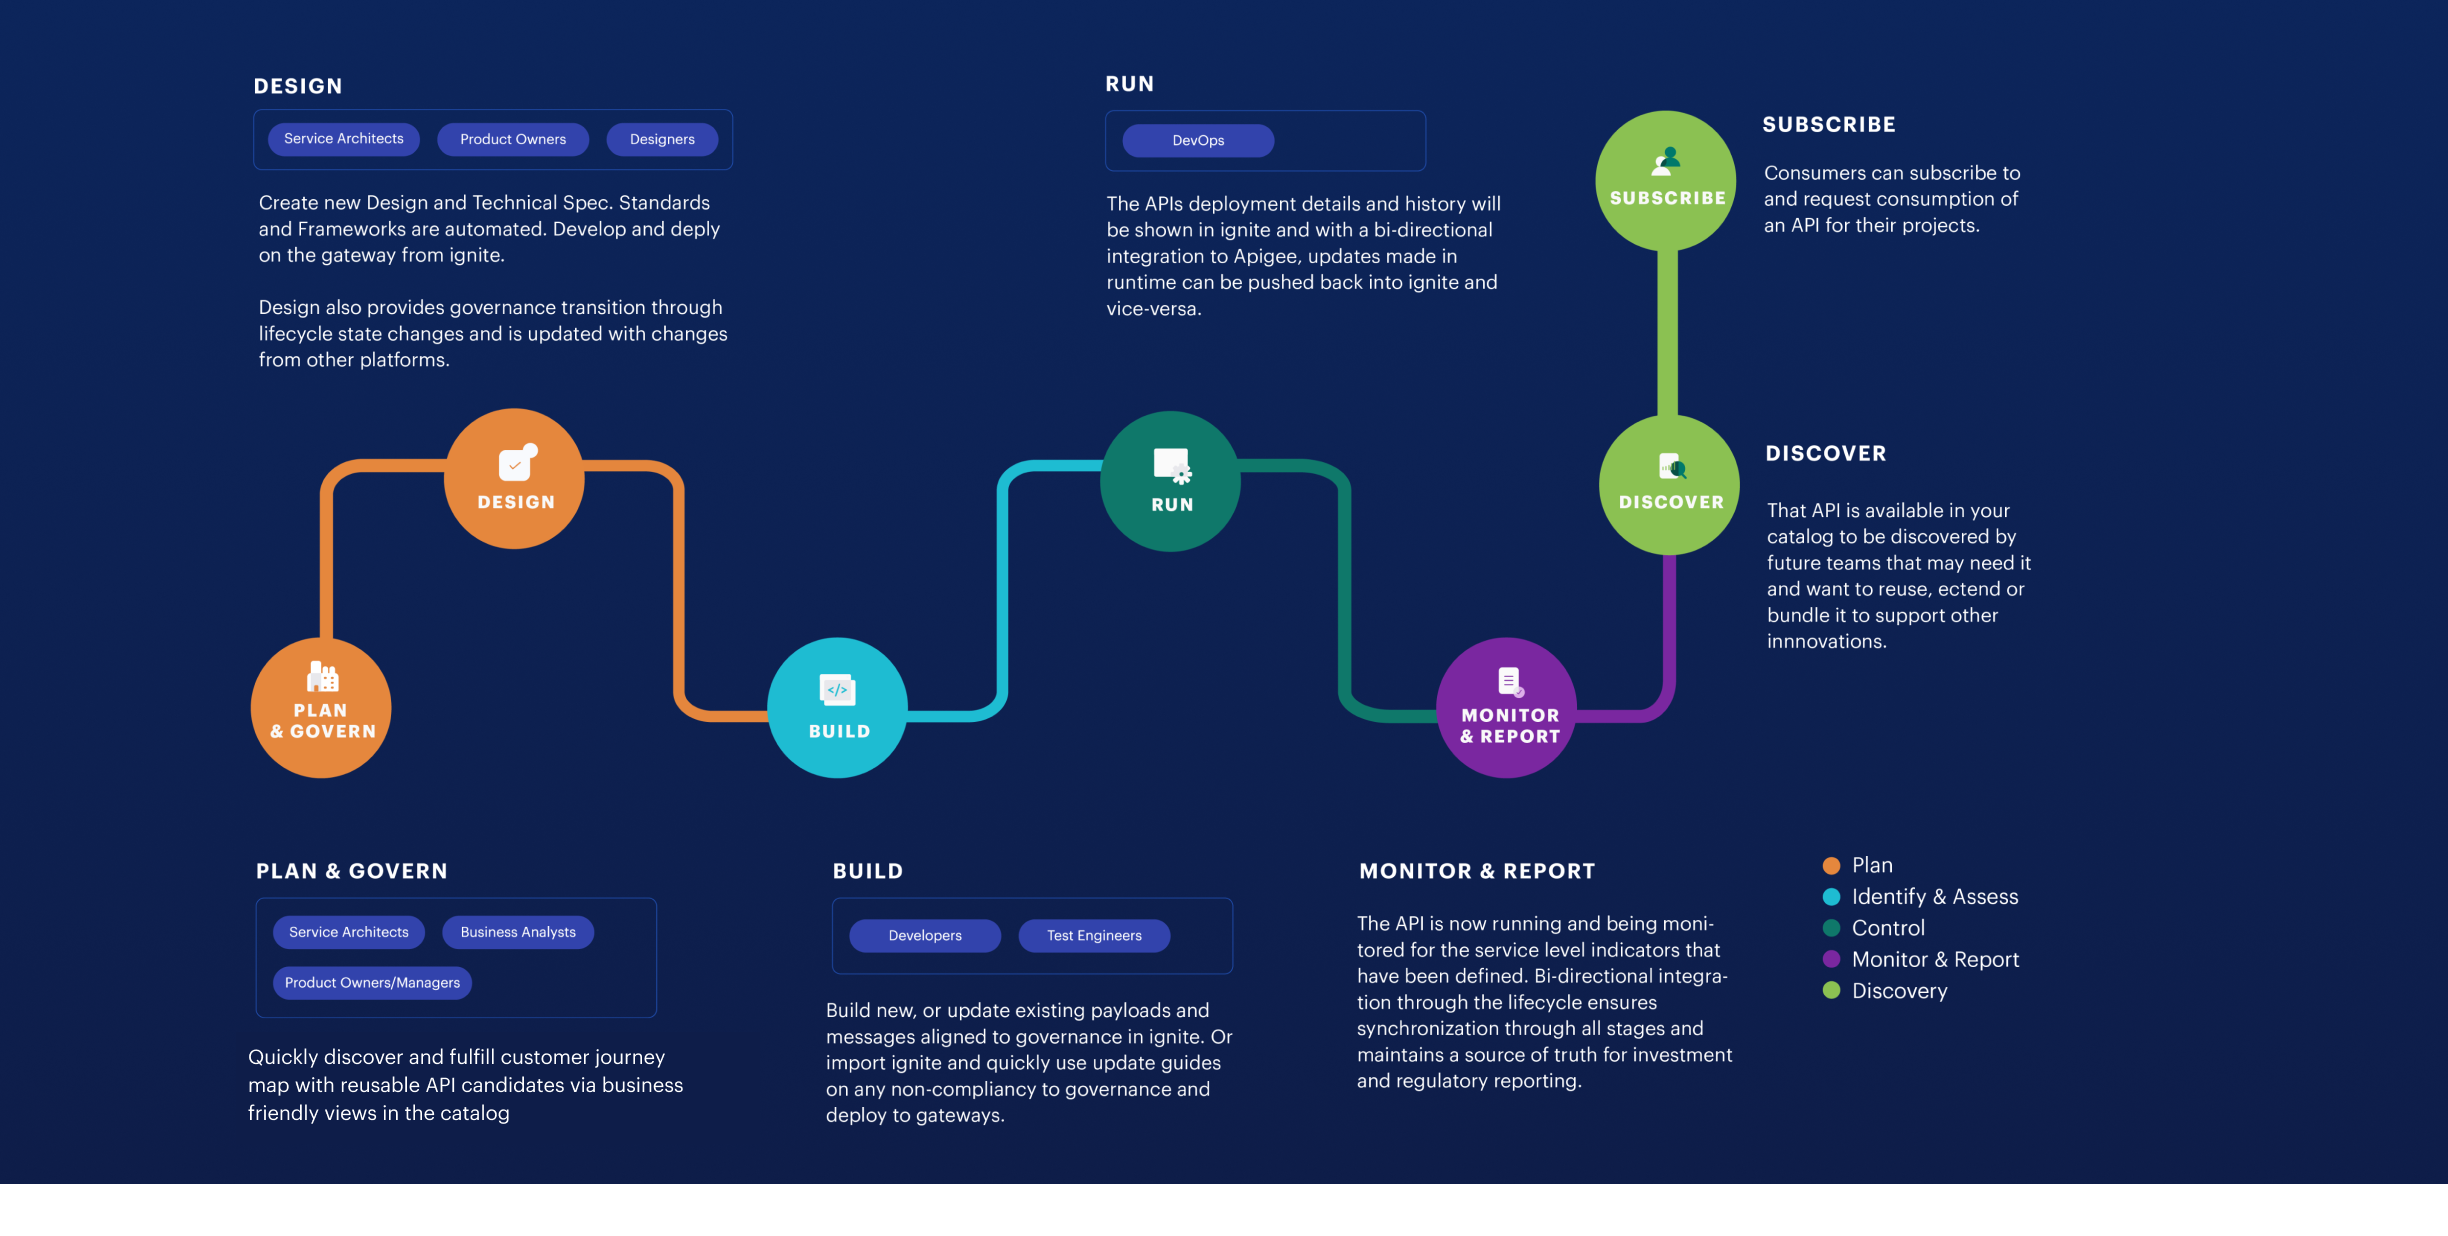 DESIGN
Service Architects
Product Owners
Designers
Create new Design and Technical Spec. Standards
and Frameworks are automated. Develop and deply
on the gateway from ignite.
Design also provides governance transition through
lifecycle state changes and is updated with changes
from other platforms.
RUN
DevOps
The APIs deployment details and history will
be shown in ignite and with a bi-directional
integration to Apigee, updates made in
runtime can be pushed back into ignite and
vice-versa.
SUBSCRIBE
SUBSCRIBE
Consumers can subscribe to
and request consumption of
an API for their projects.
DESIGN
RUN
DISCOVER
DISCOVER
That API is available in your
catalog to be discovered by
future teams that may need it
and want to reuse, ectend or
bundle it to support other
innnovations.
PLAN
& GOVERN
</>
BUILD
MONITOR
& REPORT
PLAN & GOVERN
Service Architects
Business Analysts
Product Owners/Managers
Quickly discover and fulfill customer journey
map with reusable API candidates via business
friendly views in the catalog
BUILD
Developers
Test Engineers
Build new, or update existing payloads and
messages aligned to governance in ignite. Or
import ignite and quickly use update guides
on any non-compliancy to governance and
deploy to gateways.
MONITOR & REPORT
The API is now running and being moni-
tored for the service level indicators that
have been defined. Bi-directional integra-
tion through the lifecycle ensures
synchronization through all stages and
maintains a source of truth for investment
and regulatory reporting.
Plan
Identify & Assess
Control
Monitor & Report
Discovery